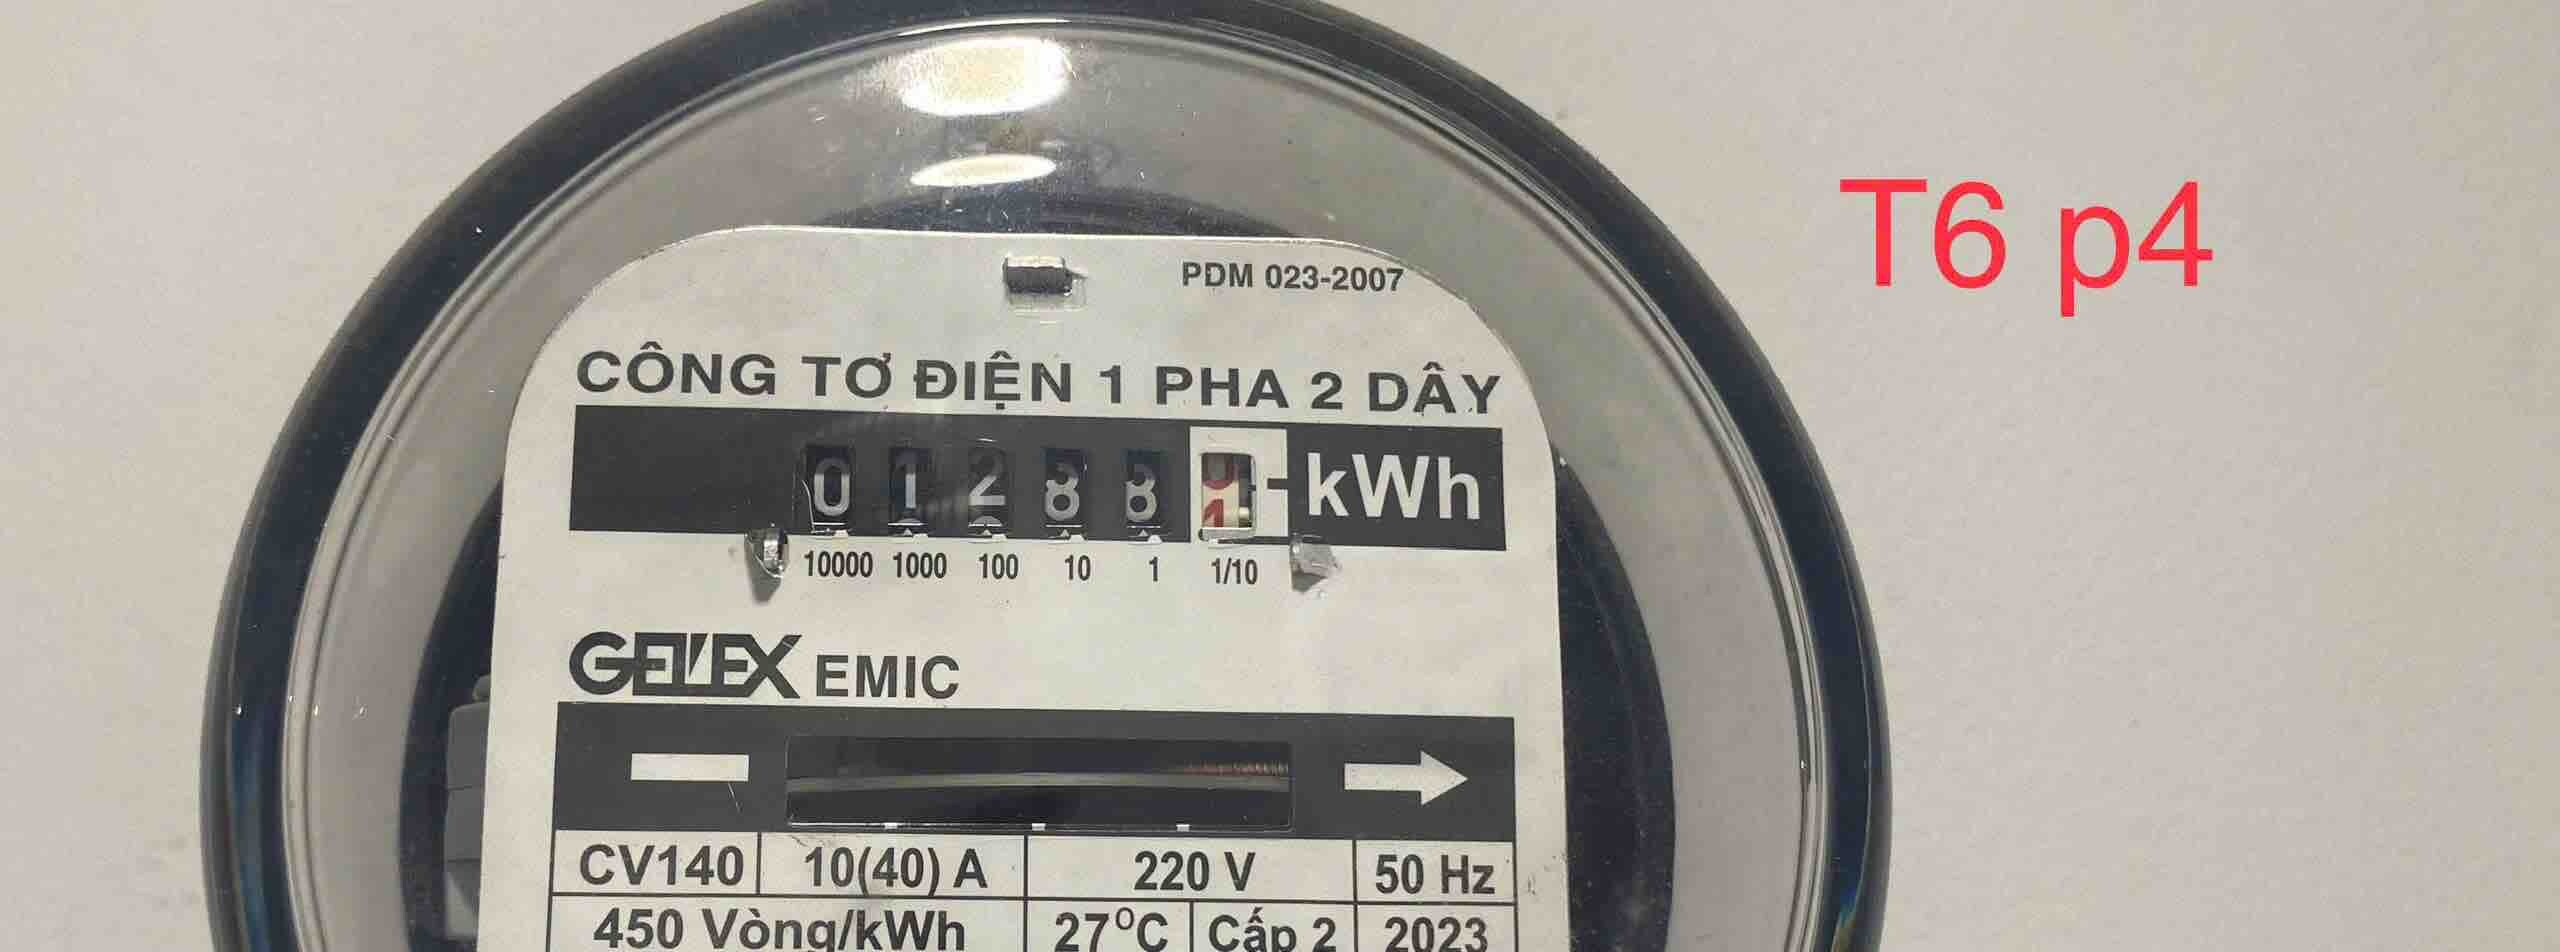 T6 p4
PDM 023-2007
CÔNG TƠ ĐIỆN 1 PHA 2 DÂY
0 1 2 8 8 kWh
10000 1000 100 10 1 1/10
GELEX EMIC
CV140 10(40) A 220 V 50 Hz
450 Vòng/kWh 27°C Cấp 2 2023